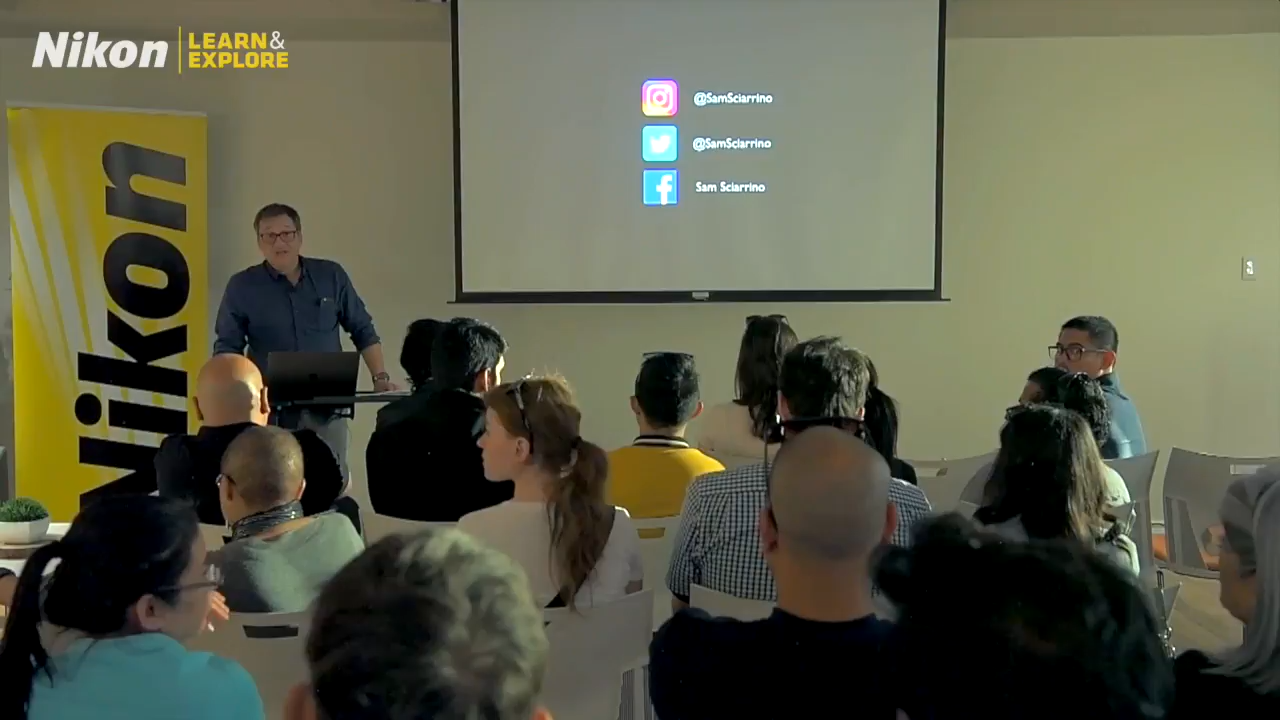 Nikon
LEARN&
EXPLORE
Nikon
@SamSciarrino
@SamSciarrino
Sam Sciarrino